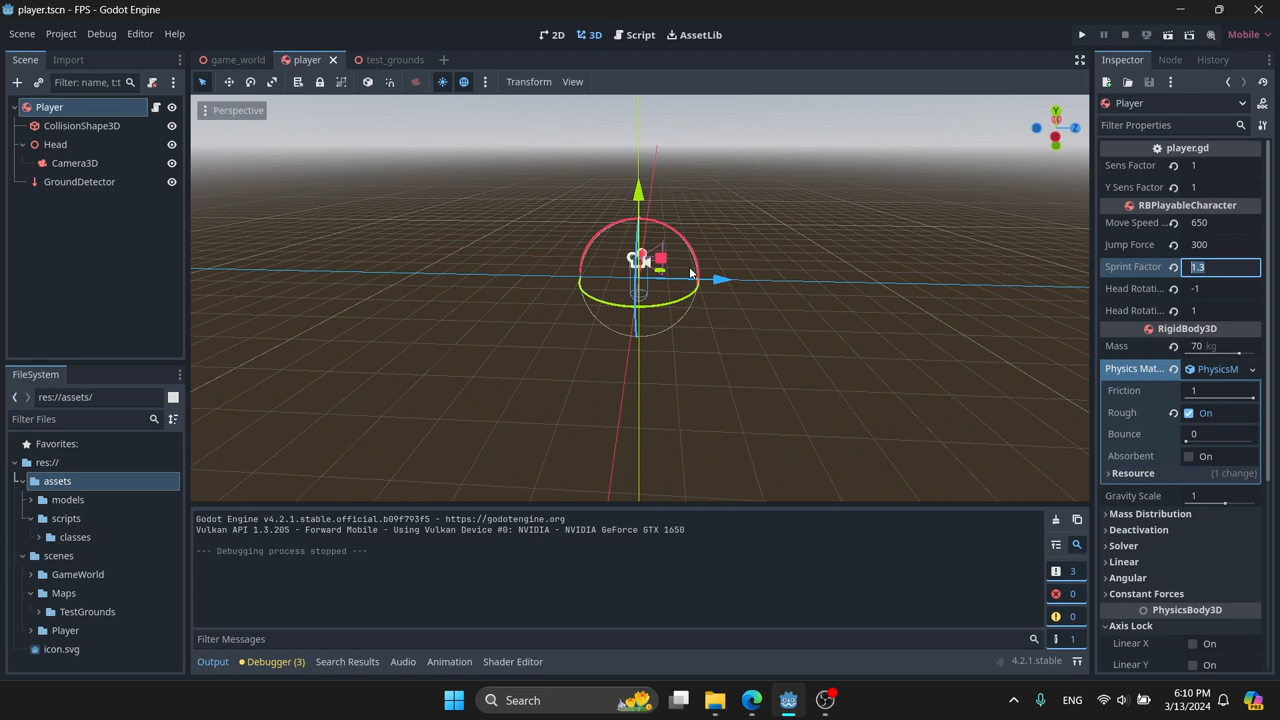 player.tscn - FPS - Godot Engine
Scene Project Debug Editor Help
2D 3D Script AssetLib
Mobile
Scene Import
game_world player test_grounds
Inspector Node History
Filter: name, t:t
Transform View
Player
Player
Filter Properties
CollisionShape3D
Head
Camera3D
GroundDetector
Perspective
Y
Z
player.gd
Sens Factor 1
Y Sens Factor 1
RBPlayableCharacter
Move Speed ... 650
Jump Force 300
Sprint Factor 1.3
Head Rotati... -1
Head Rotati... 1
RigidBody3D
Mass 70 kg
Physics Mat... PhysicsM
Friction 1
Rough On
Bounce 0
Absorbent On
Resource (1 change)
Gravity Scale 1
Mass Distribution
Deactivation
Solver
Linear
Angular
Constant Forces
PhysicsBody3D
Axis Lock
Linear X On
Linear Y On
FileSystem
res://assets/
Filter Files
Favorites:
res://
assets
models
scripts
classes
scenes
GameWorld
Maps
TestGrounds
Player
icon.svg
Godot Engine v4.2.1.stable.official.b09f793f5 - https://godotengine.org
Vulkan API 1.3.205 - Forward Mobile - Using Vulkan Device #0: NVIDIA - NVIDIA GeForce GTX 1650
--- Debugging process stopped ---
3
0
0
1
Filter Messages
Output Debugger (3) Search Results Audio Animation Shader Editor
4.2.1.stable
Search
ENG
6:10 PM
3/13/2024
PRE